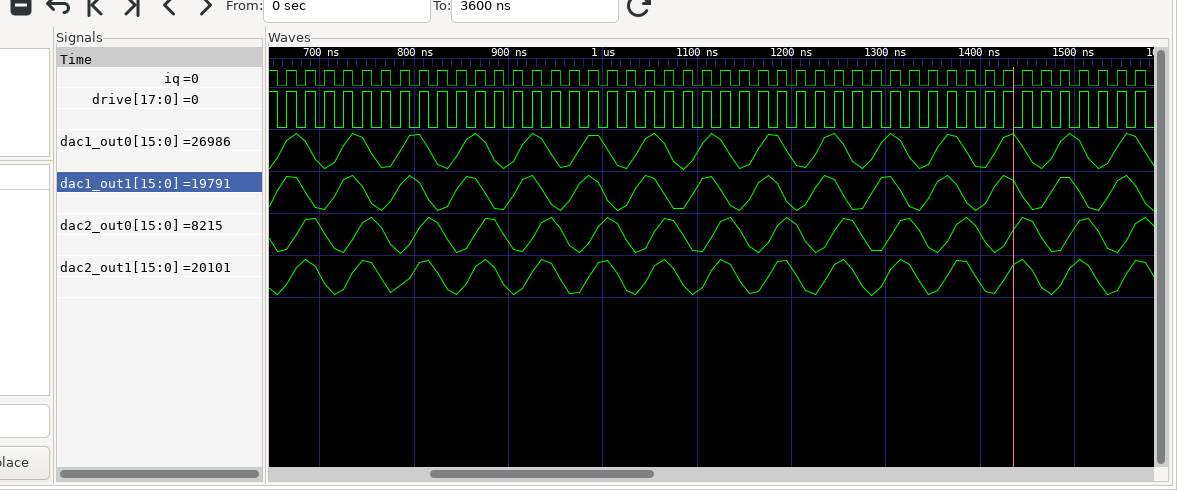 From: 0 sec To: 3600 ns
Signals
Waves
Time
700 ns 800 ns 900 ns 1 us 1100 ns 1200 ns 1300 ns 1400 ns 1500 ns
iq=0
drive[17:0]=0
dac1_out0[15:0]=26986
dac1_out1[15:0]=19791
dac2_out0[15:0]=8215
dac2_out1[15:0]=20101
lace